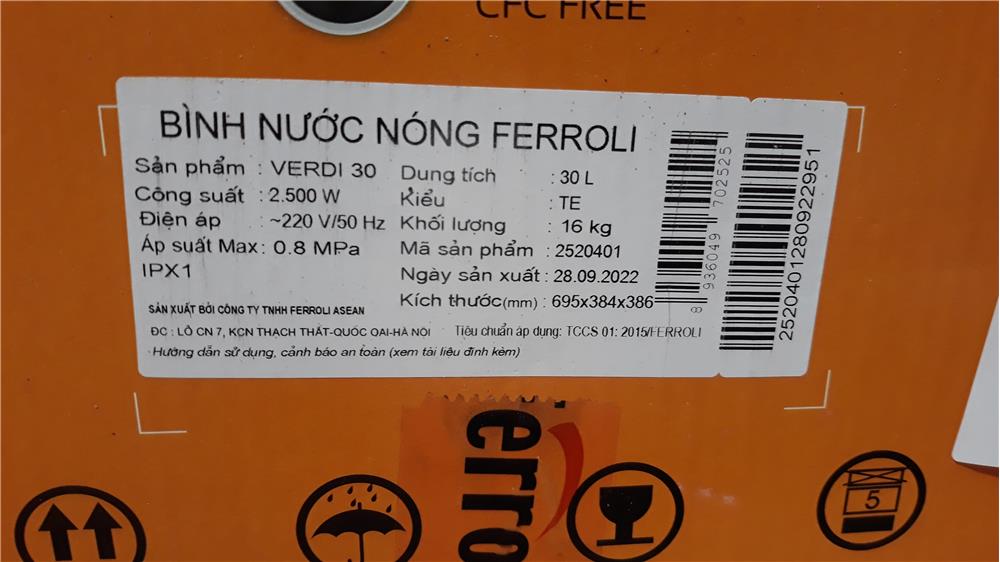 CFC FREE
BÌNH NƯỚC NÓNG FERROLI
Sản phẩm : VERDI 30
Công suất : 2.500 W
Điện áp : ~220 V/50 Hz
Áp suất Max: 0.8 MPa
IPX1
Dung tích : 30 L
Kiểu : TE
Khối lượng : 16 kg
Mã sản phẩm : 2520401
Ngày sản xuất : 28.09.2022
Kích thước(mm) : 695x384x386
SẢN XUẤT BỞI CÔNG TY TNHH FERROLI ASEAN
ĐC : LÔ CN 7, KCN THẠCH THẤT-QUỐC OAI-HÀ NỘI
Tiêu chuẩn áp dụng: TCCS 01: 2015/FERROLI
Hướng dẫn sử dụng, cảnh báo an toàn (xem tài liệu đính kèm)
8 936049 702525
2520401280922951
erro
5